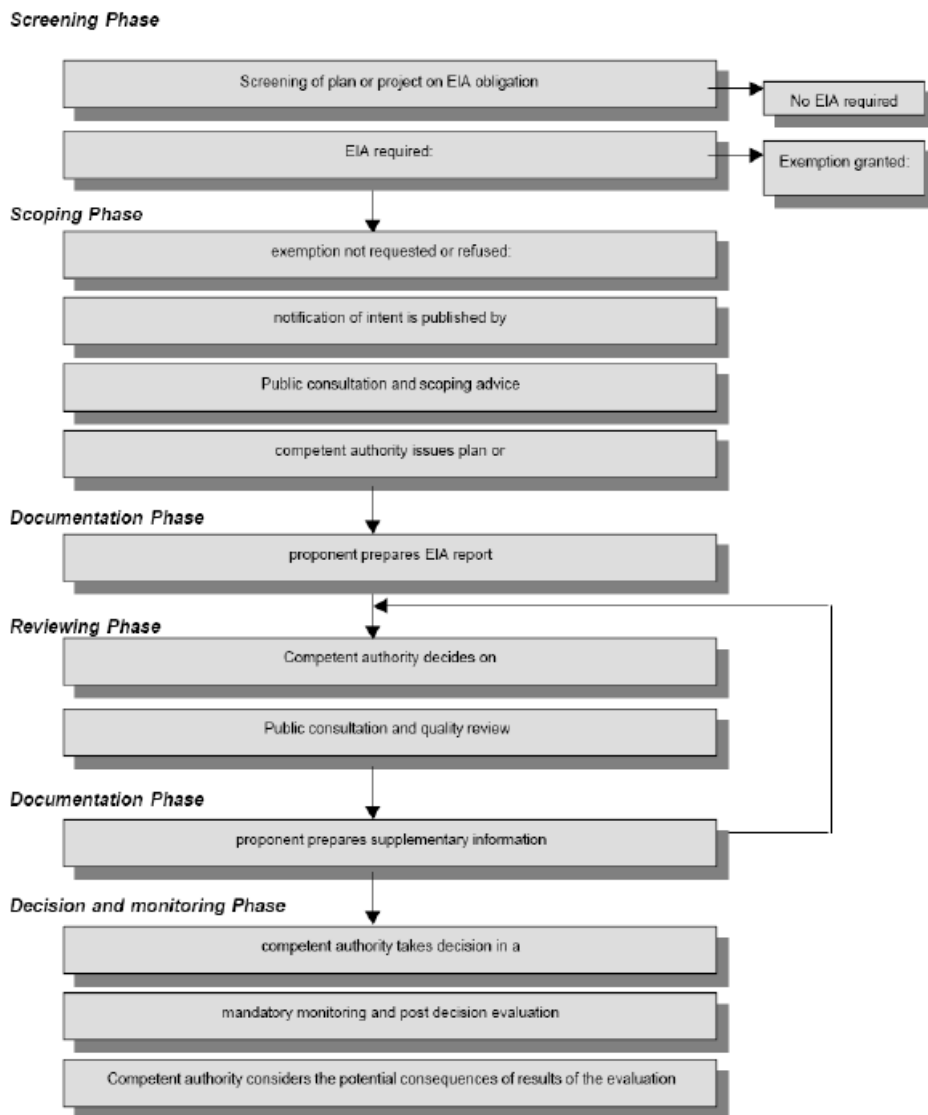 Screening Phase
Screening of plan or project on EIA obligation
No EIA required
EIA required:
Exemption granted:
Scoping Phase
exemption not requested or refused:
notification of intent is published by
Public consultation and scoping advice
competent authority issues plan or
Documentation Phase
proponent prepares EIA report
Reviewing Phase
Competent authority decides on
Public consultation and quality review
Documentation Phase
proponent prepares supplementary information
Decision and monitoring Phase
competent authority takes decision in a
mandatory monitoring and post decision evaluation
Competent authority considers the potential consequences of results of the evaluation